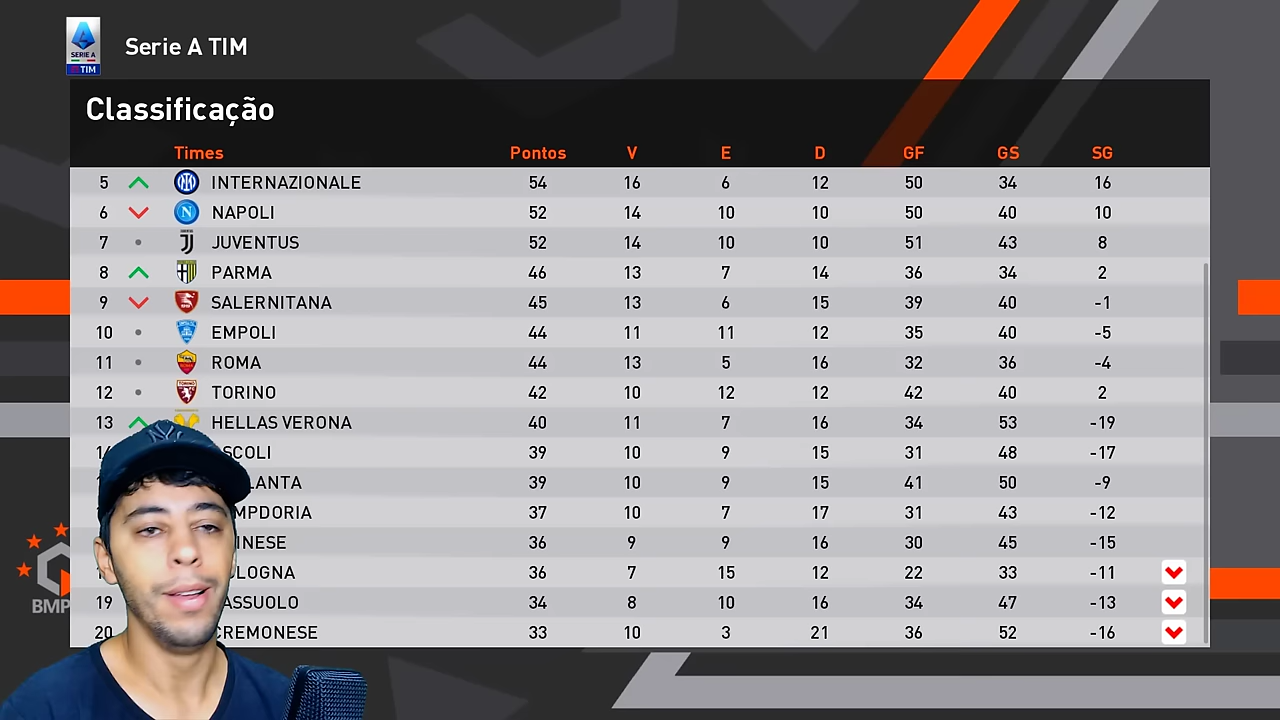 SERIE A
TIM
Serie A TIM
Classificação
Times Pontos V E D GF GS SG
5 INTERNAZIONALE 54 16 6 12 50 34 16
6 N NAPOLI 52 14 10 10 50 40 10
7 JUVENTUS 52 14 10 10 51 43 8
8 PARMA 46 13 7 14 36 34 2
9 SALERNITANA 45 13 6 15 39 40 -1
10 EMPOLI 44 11 11 12 35 40 -5
11 ROMA 44 13 5 16 32 36 -4
12 TORINO 42 10 12 12 42 40 2
13 HELLAS VERONA 40 11 7 16 34 53 -19
SCOLI 39 10 9 15 31 48 -17
LANTA 39 10 9 15 41 50 -9
MPDORIA 37 10 7 17 31 43 -12
INESE 36 9 9 16 30 45 -15
LOGNA 36 7 15 12 22 33 -11
19 ASSUOLO 34 8 10 16 34 47 -13
20 CREMONESE 33 10 3 21 36 52 -16
BMP